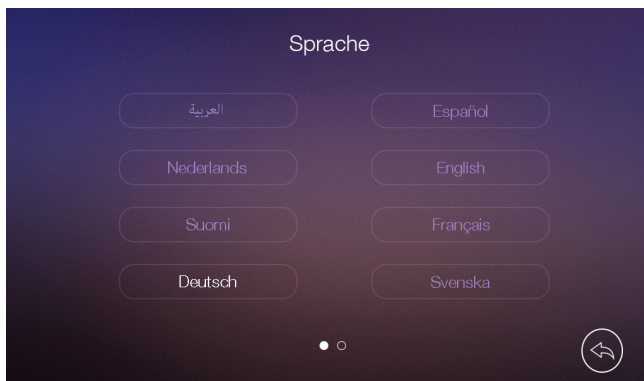 Sprache
العربية
Español
Nederlands
English
Suomi
Français
Deutsch
Svenska